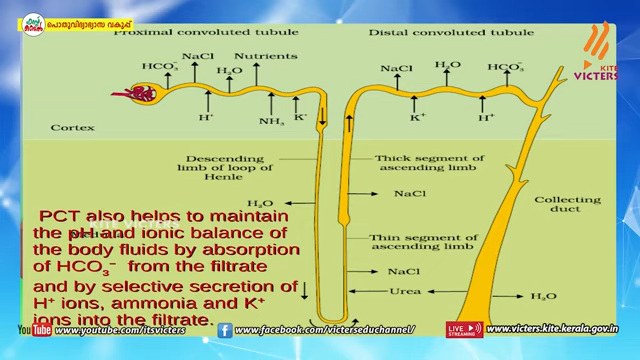 പൊതുവിദ്യാഭ്യാസ വകുപ്പ്
KITE
VICTERS
Proximal convoluted tubule
Distal convoluted tubule
HCO₃⁻
NaCl
H₂O
Nutrients
NaCl
H₂O
HCO₃⁻
H⁺
NH₃
K⁺
K⁺
H⁺
Cortex
Descending
limb of loop of
Henle
Thick segment of
ascending limb
NaCl
H₂O
Collecting
duct
Thin segment of
ascending limb
NaCl
Urea
H₂O
PCT also helps to maintain
the pH and ionic balance of
the body fluids by absorption
of HCO₃⁻ from the filtrate
and by selective secretion of
H⁺ ions, ammonia and K⁺
ions into the filtrate.
YouTube www.youtube.com/itsvicters
www.facebook.com/victerseduchannel/
LIVE STREAMING www.victers.kite.kerala.gov.in